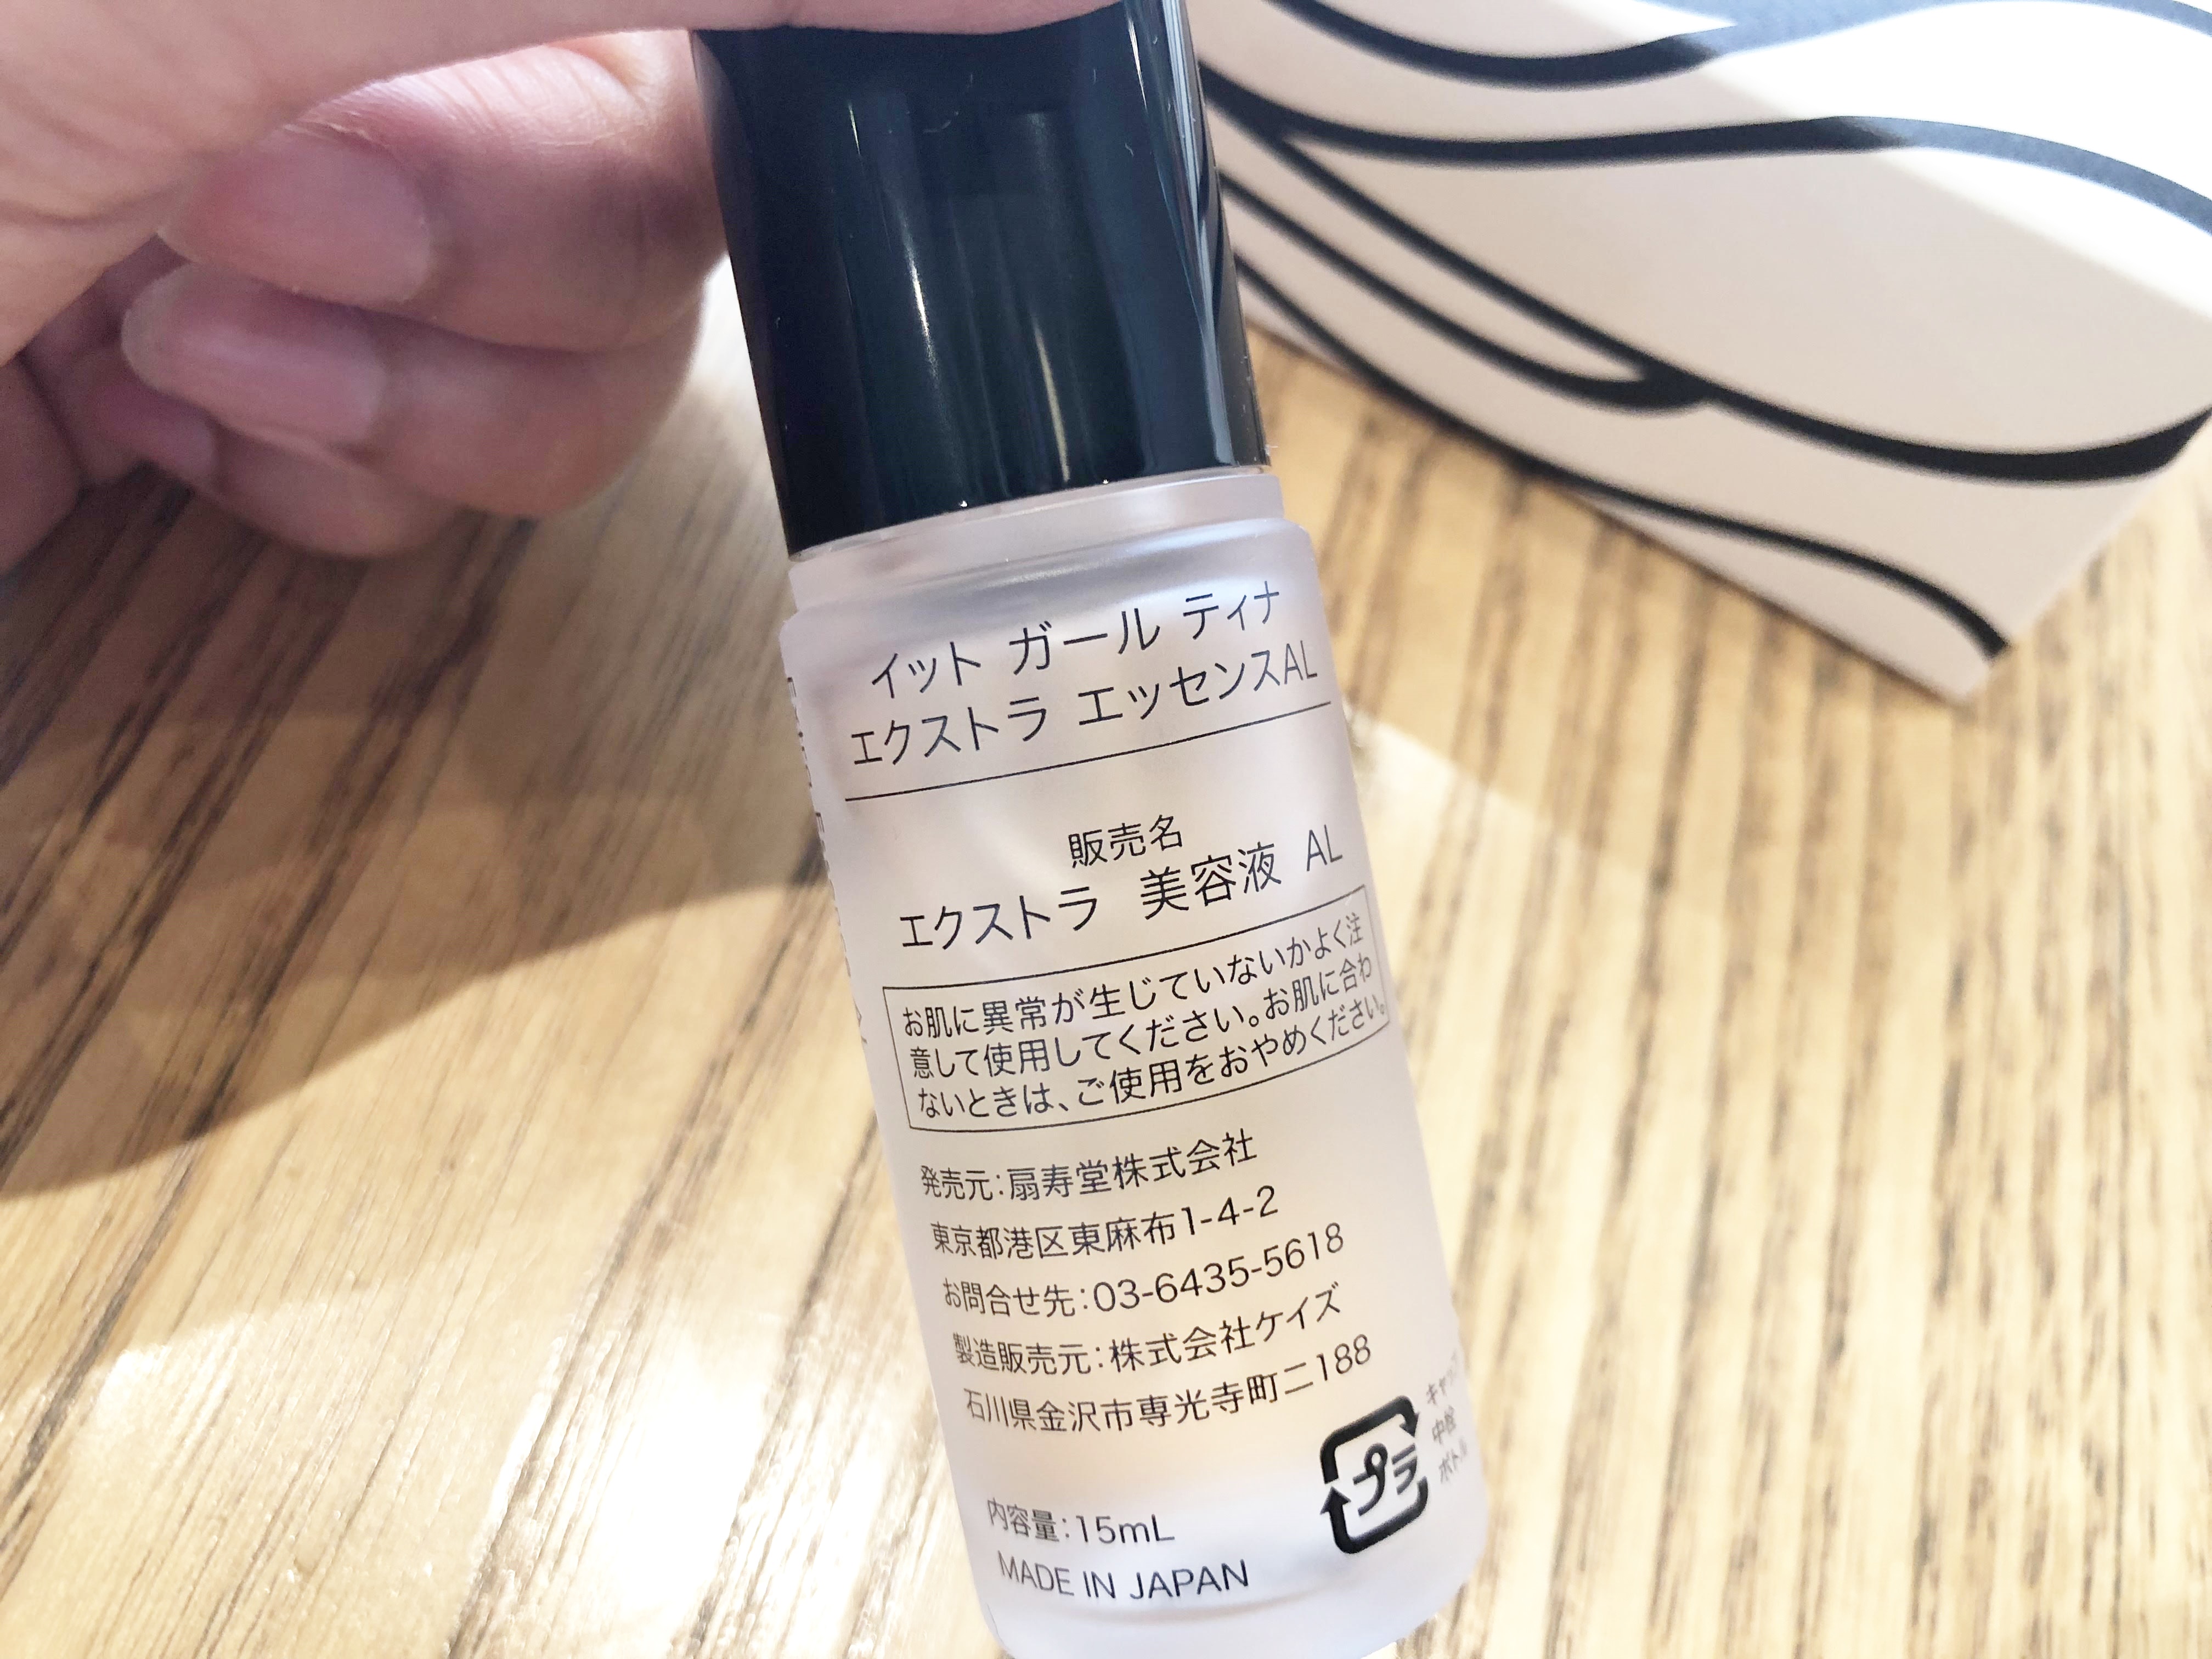 イット ガール ティナ
エクストラ エッセンスAL
販売名
エクストラ 美容液 AL
お肌に異常が生じていないかよく注
意して使用してください。お肌に合わ
ないときは、ご使用をおやめください。
発売元:扇寿堂株式会社
東京都港区東麻布1-4-2
お問合せ先:03-6435-5618
製造販売元:株式会社ケイズ
石川県金沢市専光寺町ニ188
プラ
中栓
内容量:15mL
MADE IN JAPAN